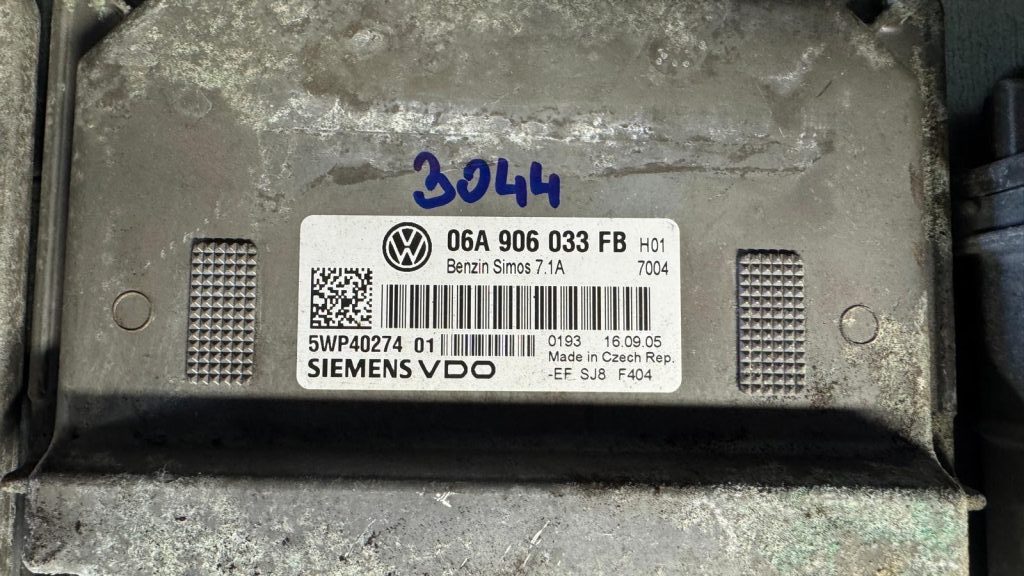 3044
06A 906 033 FB H01
Benzin Simos 7.1A 7004
5WP40274 01 0193 16.09.05
Made in Czech Rep.
SIEMENS VDO -EF SJ8 F404